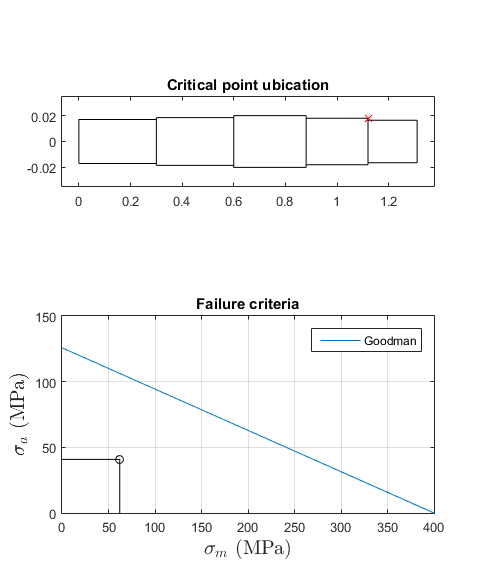 Critical point ubication
0.02
0
-0.02
0 0.2 0.4 0.6 0.8 1 1.2
Failure criteria
150
Goodman
100
50
0
σa (MPa)
0 50 100 150 200 250 300 350 400
σm (MPa)